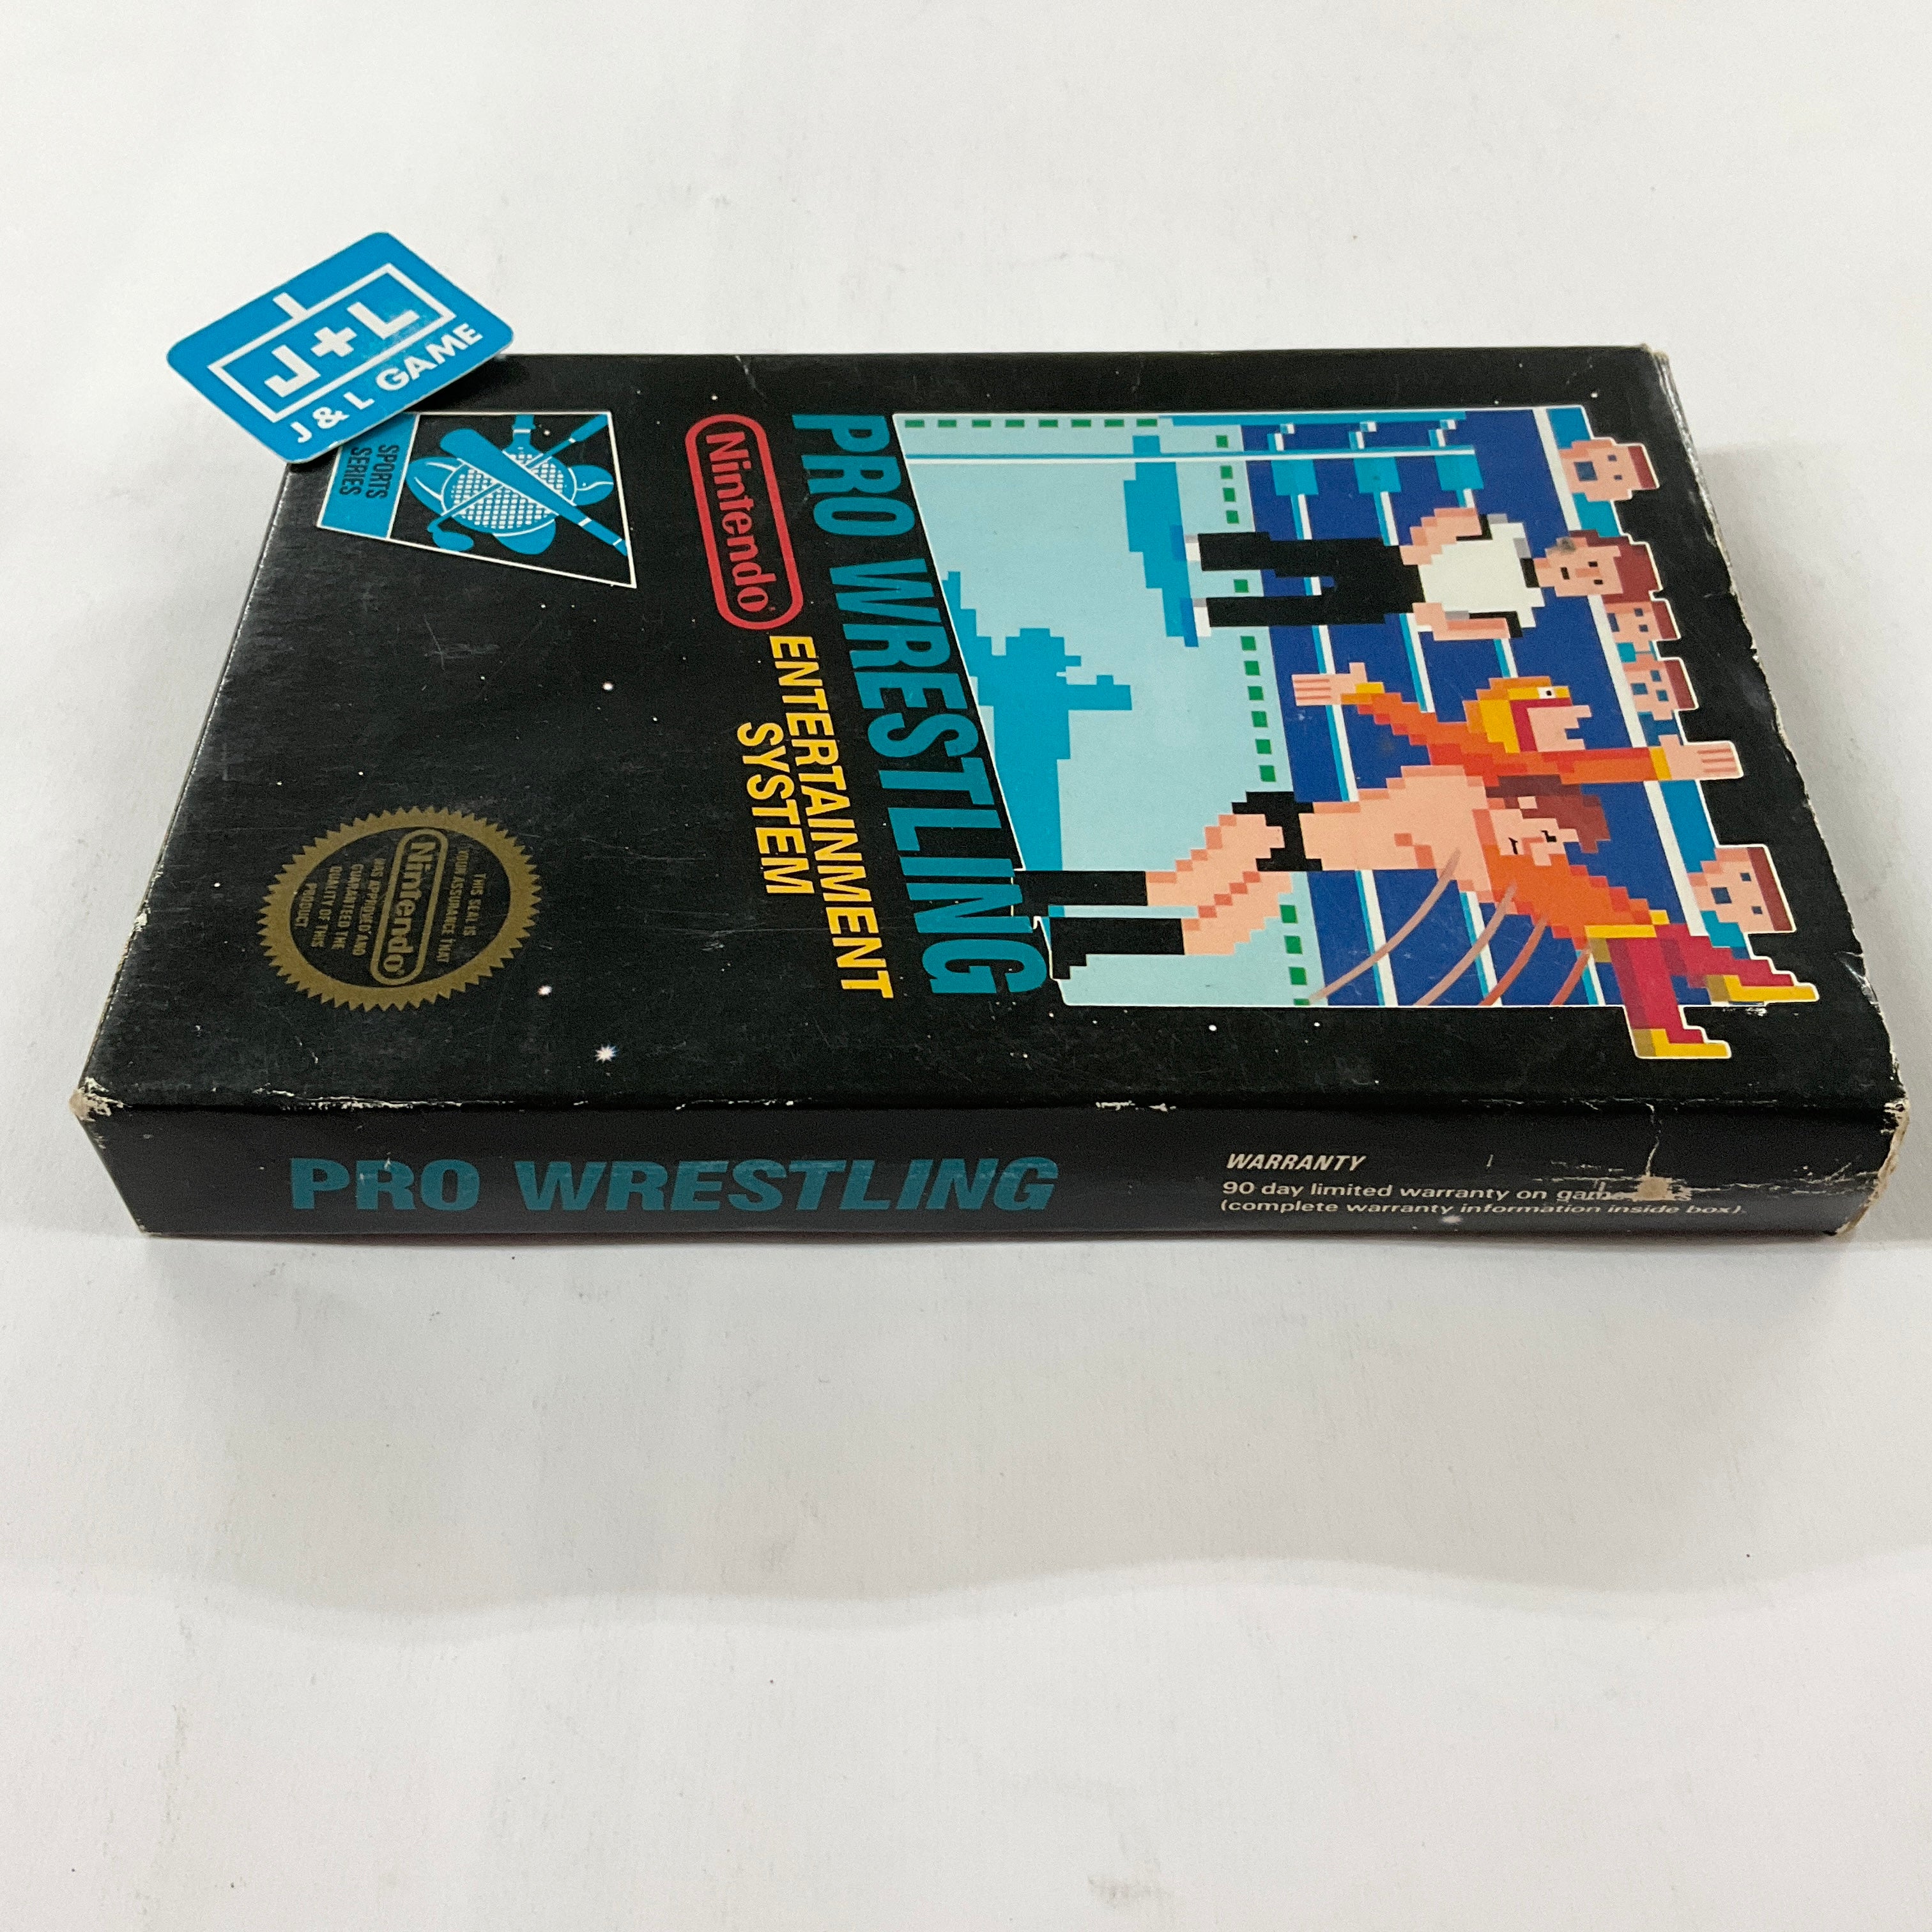 J+L
J & L GAME
SPORTS
SERIES
PRO WRESTLING
Nintendo®
ENTERTAINMENT
SYSTEM
THIS SEAL IS
YOUR ASSURANCE THAT
Nintendo®
HAS APPROVED AND
GUARANTEED THE
QUALITY OF THIS
PRODUCT
PRO WRESTLING
WARRANTY
90 day limited warranty on
(complete warranty information inside box).